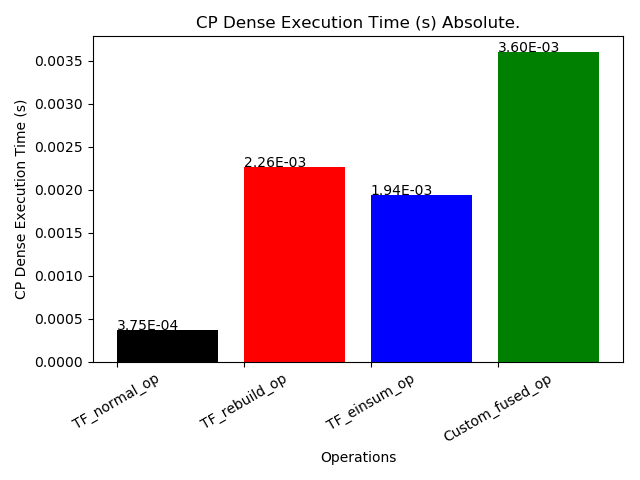 CP Dense Execution Time (s) Absolute.
CP Dense Execution Time (s)
0.0035
0.0030
0.0025
0.0020
0.0015
0.0010
0.0005
0.0000
3.75E-04
2.26E-03
1.94E-03
3.60E-03
TF_normal_op
TF_rebuild_op
TF_einsum_op
Custom_fused_op
Operations